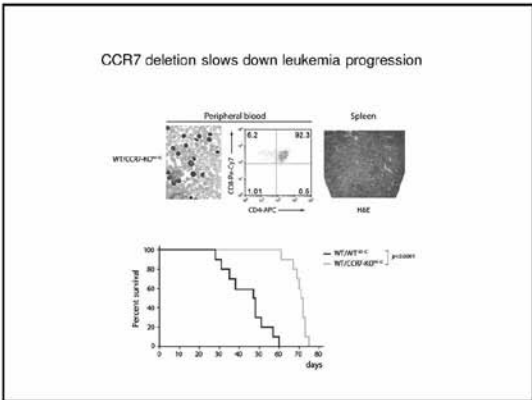 CCR7 deletion slows down leukemia progression
Peripheral blood
Spleen
6.2 92.3
WT/CCR7-KO
CD8-Pe-Cy7
1.01 0.5
CD4-APC
H&E
100
80
60
40
20
0
Percent survival
0 10 20 30 40 50 60 70 80
days
WT/WT
WT/CCR7-KO